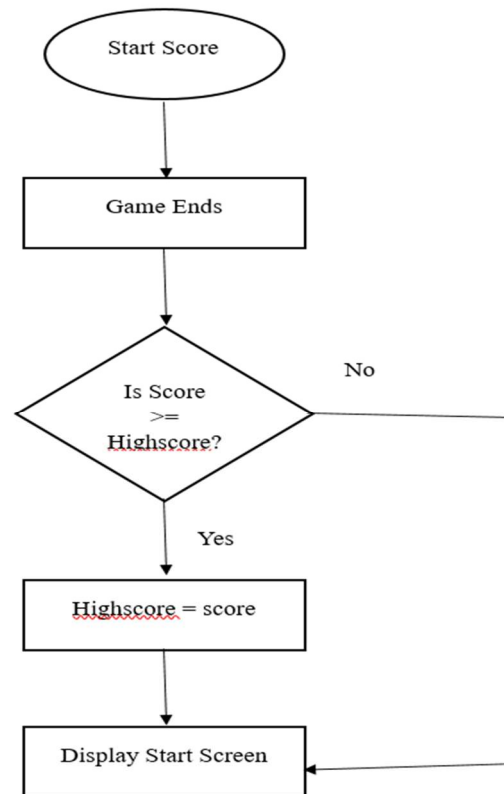 Start Score
Game Ends
No
Is Score
>=
Highscore?
Yes
Highscore = score
Display Start Screen